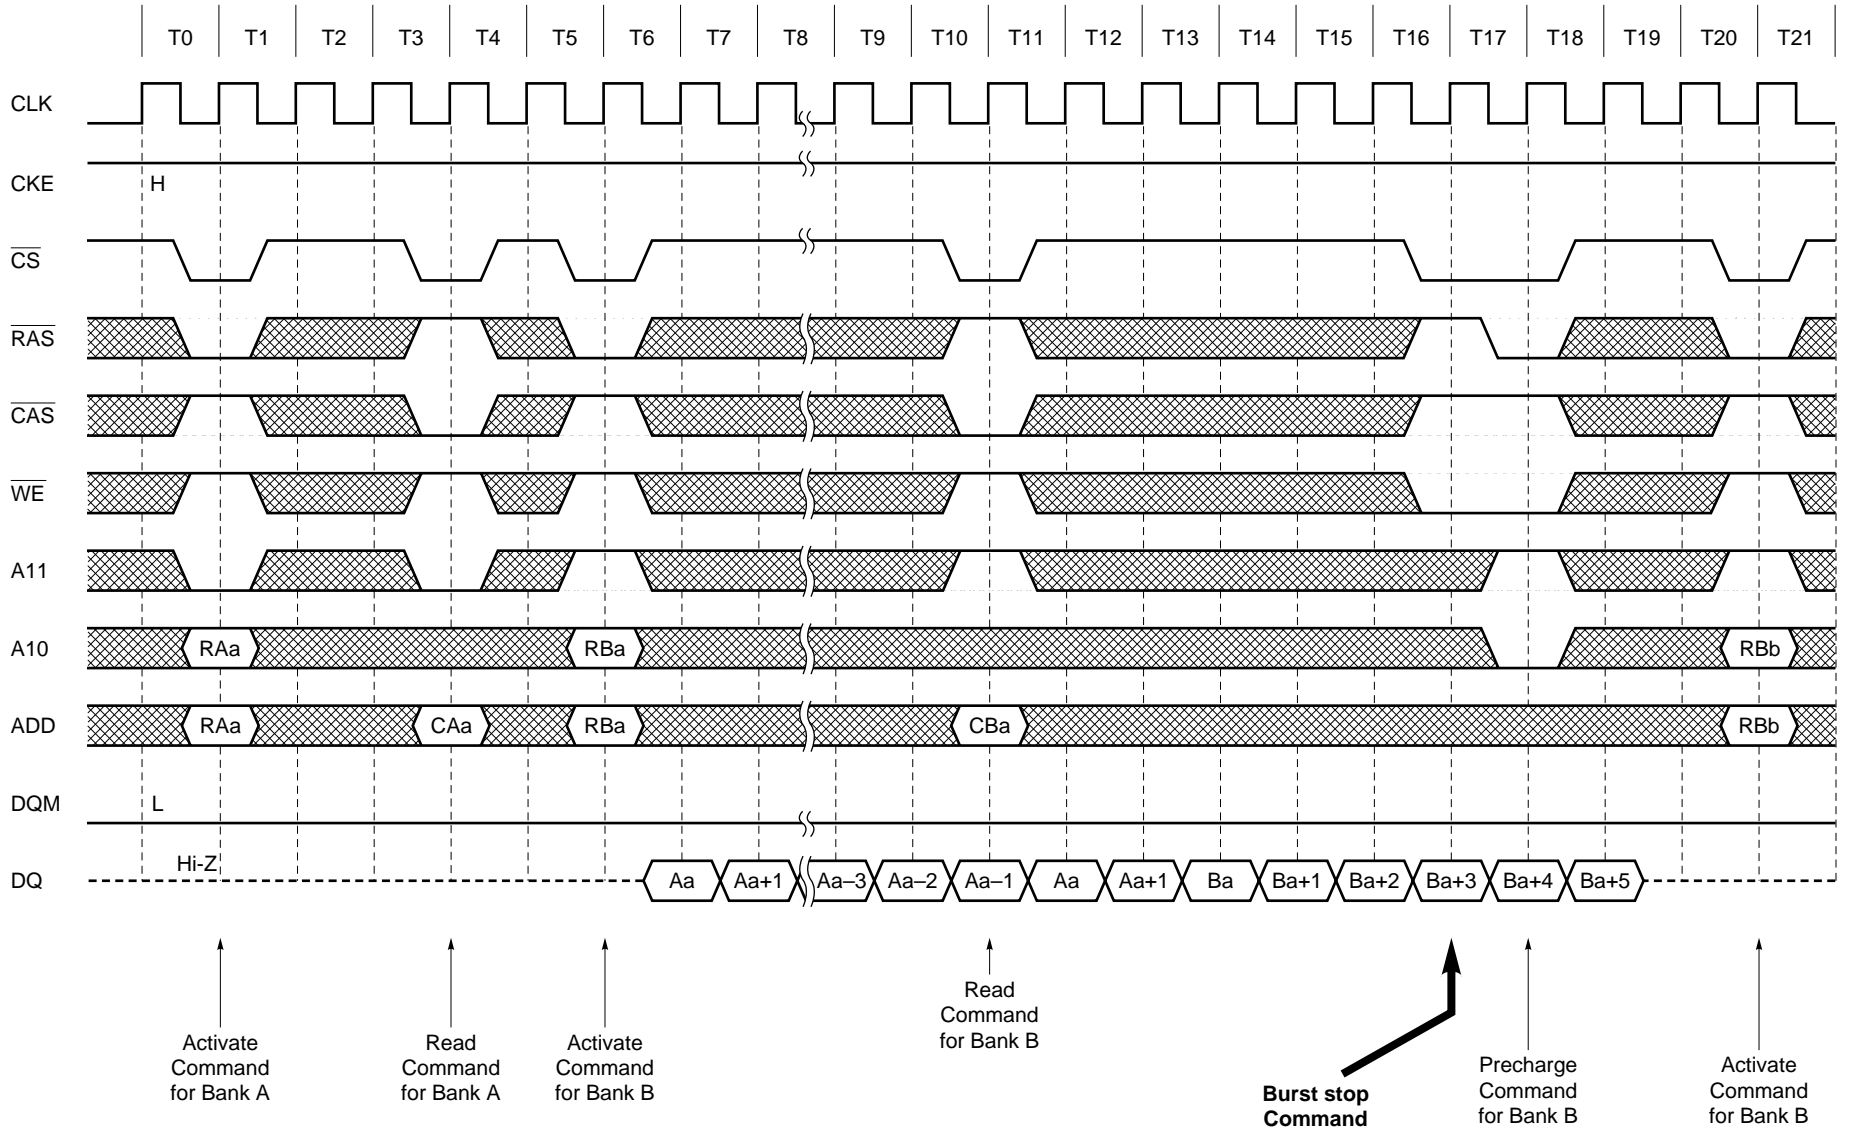 T0 T1 T2 T3 T4 T5 T6 T7 T8 T9 T10 T11 T12 T13 T14 T15 T16 T17 T18 T19 T20 T21
CLK
CKE H
CS
RAS
CAS
WE
A11
A10 RAa RBa RBb
ADD RAa CAa RBa CBa RBb
DQM L
DQ Hi-Z Aa Aa+1 Aa–3 Aa–2 Aa–1 Aa Aa+1 Ba Ba+1 Ba+2 Ba+3 Ba+4 Ba+5
Activate
Command
for Bank A
Read
Command
for Bank A
Activate
Command
for Bank B
Read
Command
for Bank B
Burst stop
Command
Precharge
Command
for Bank B
Activate
Command
for Bank B